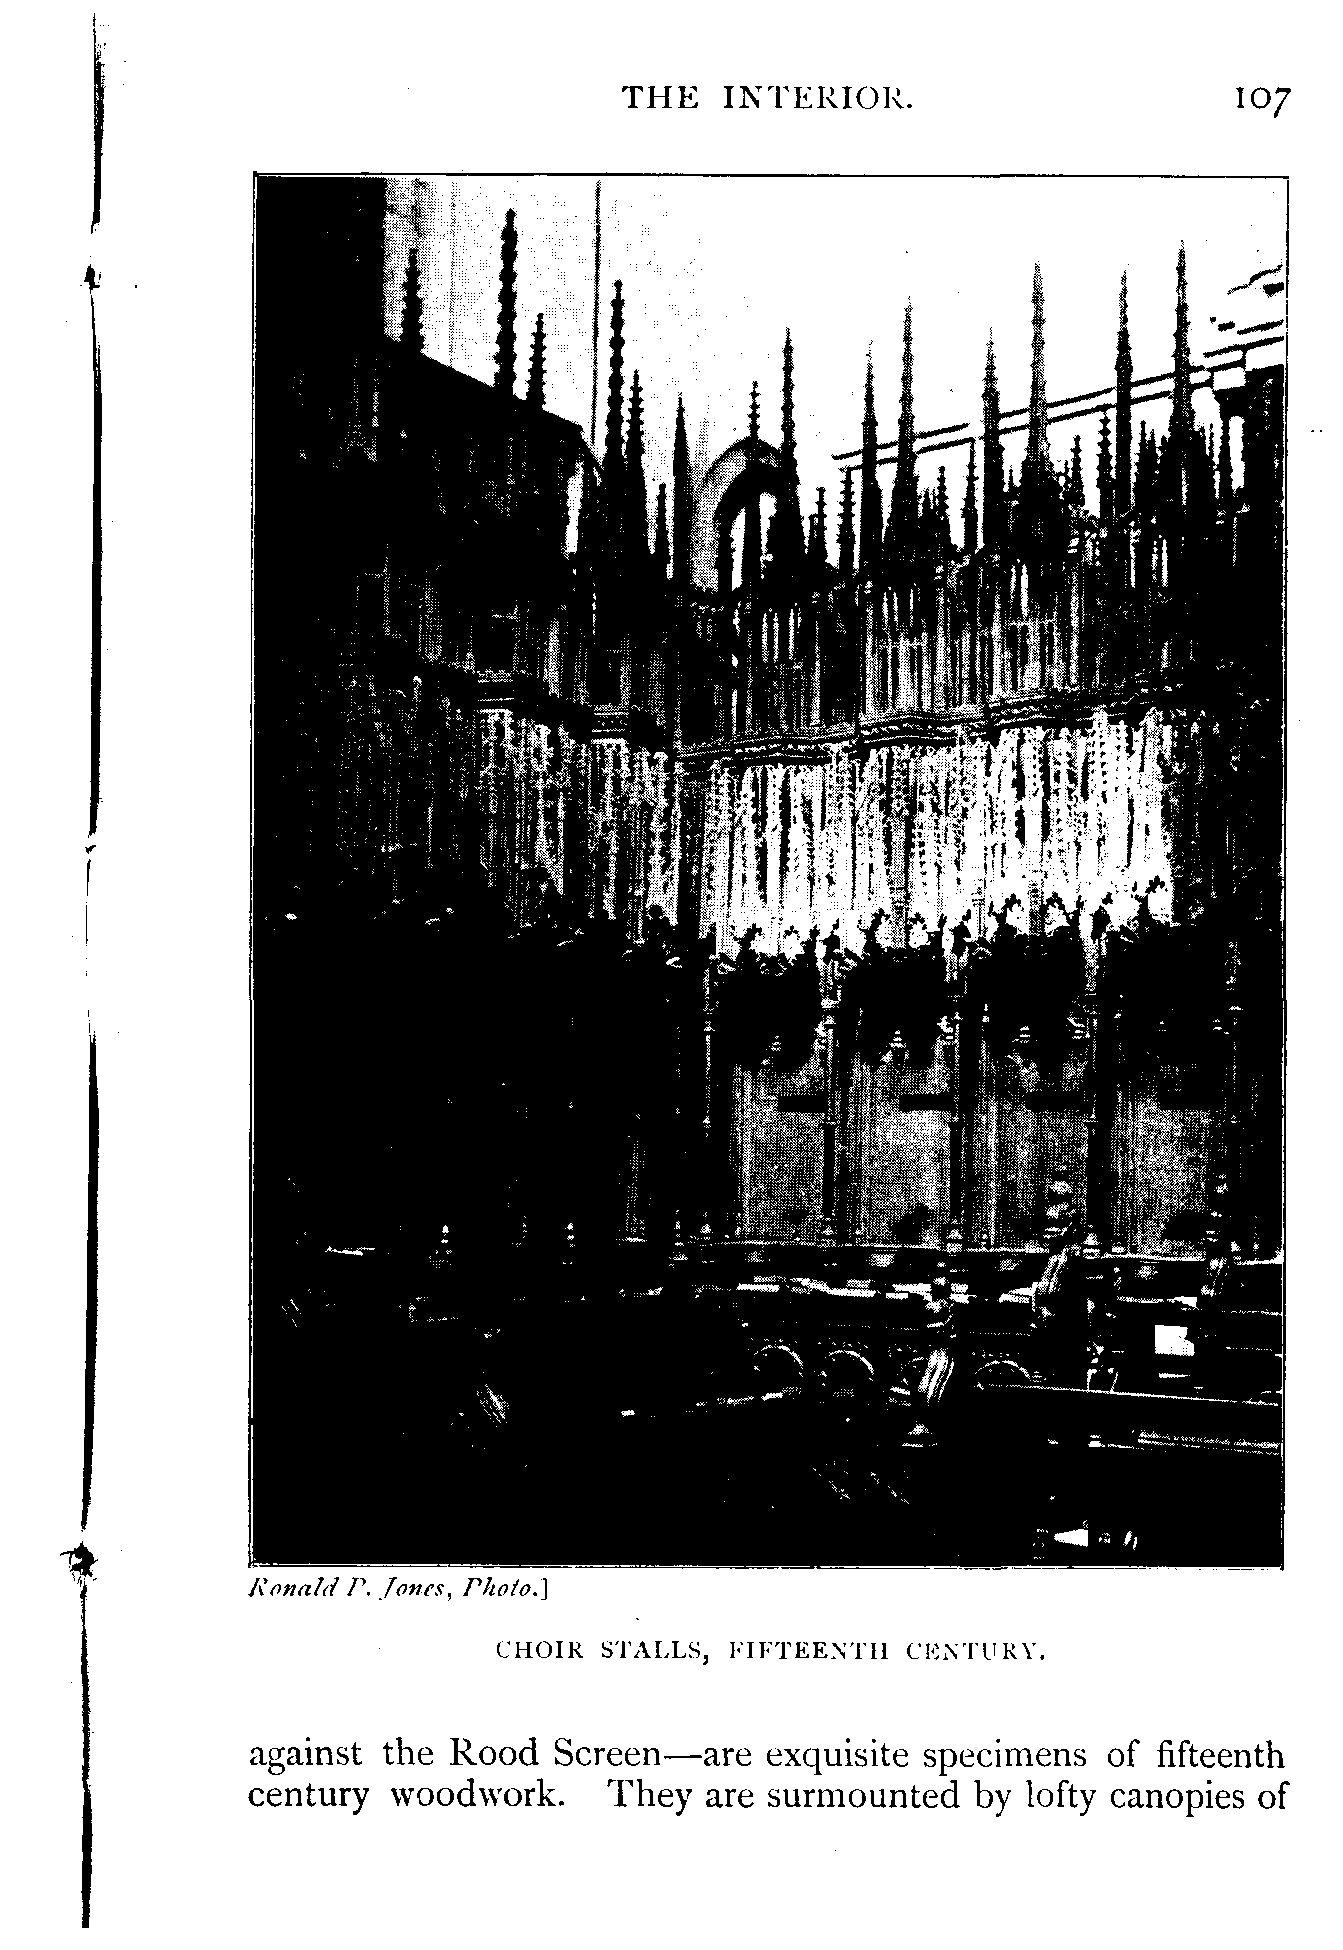 THE INTERIOR. 107
Ronald P. Jones, Photo.]
CHOIR STALLS, FIFTEENTH CENTURY.
against the Rood Screen—are exquisite specimens of fifteenth
century woodwork. They are surmounted by lofty canopies of